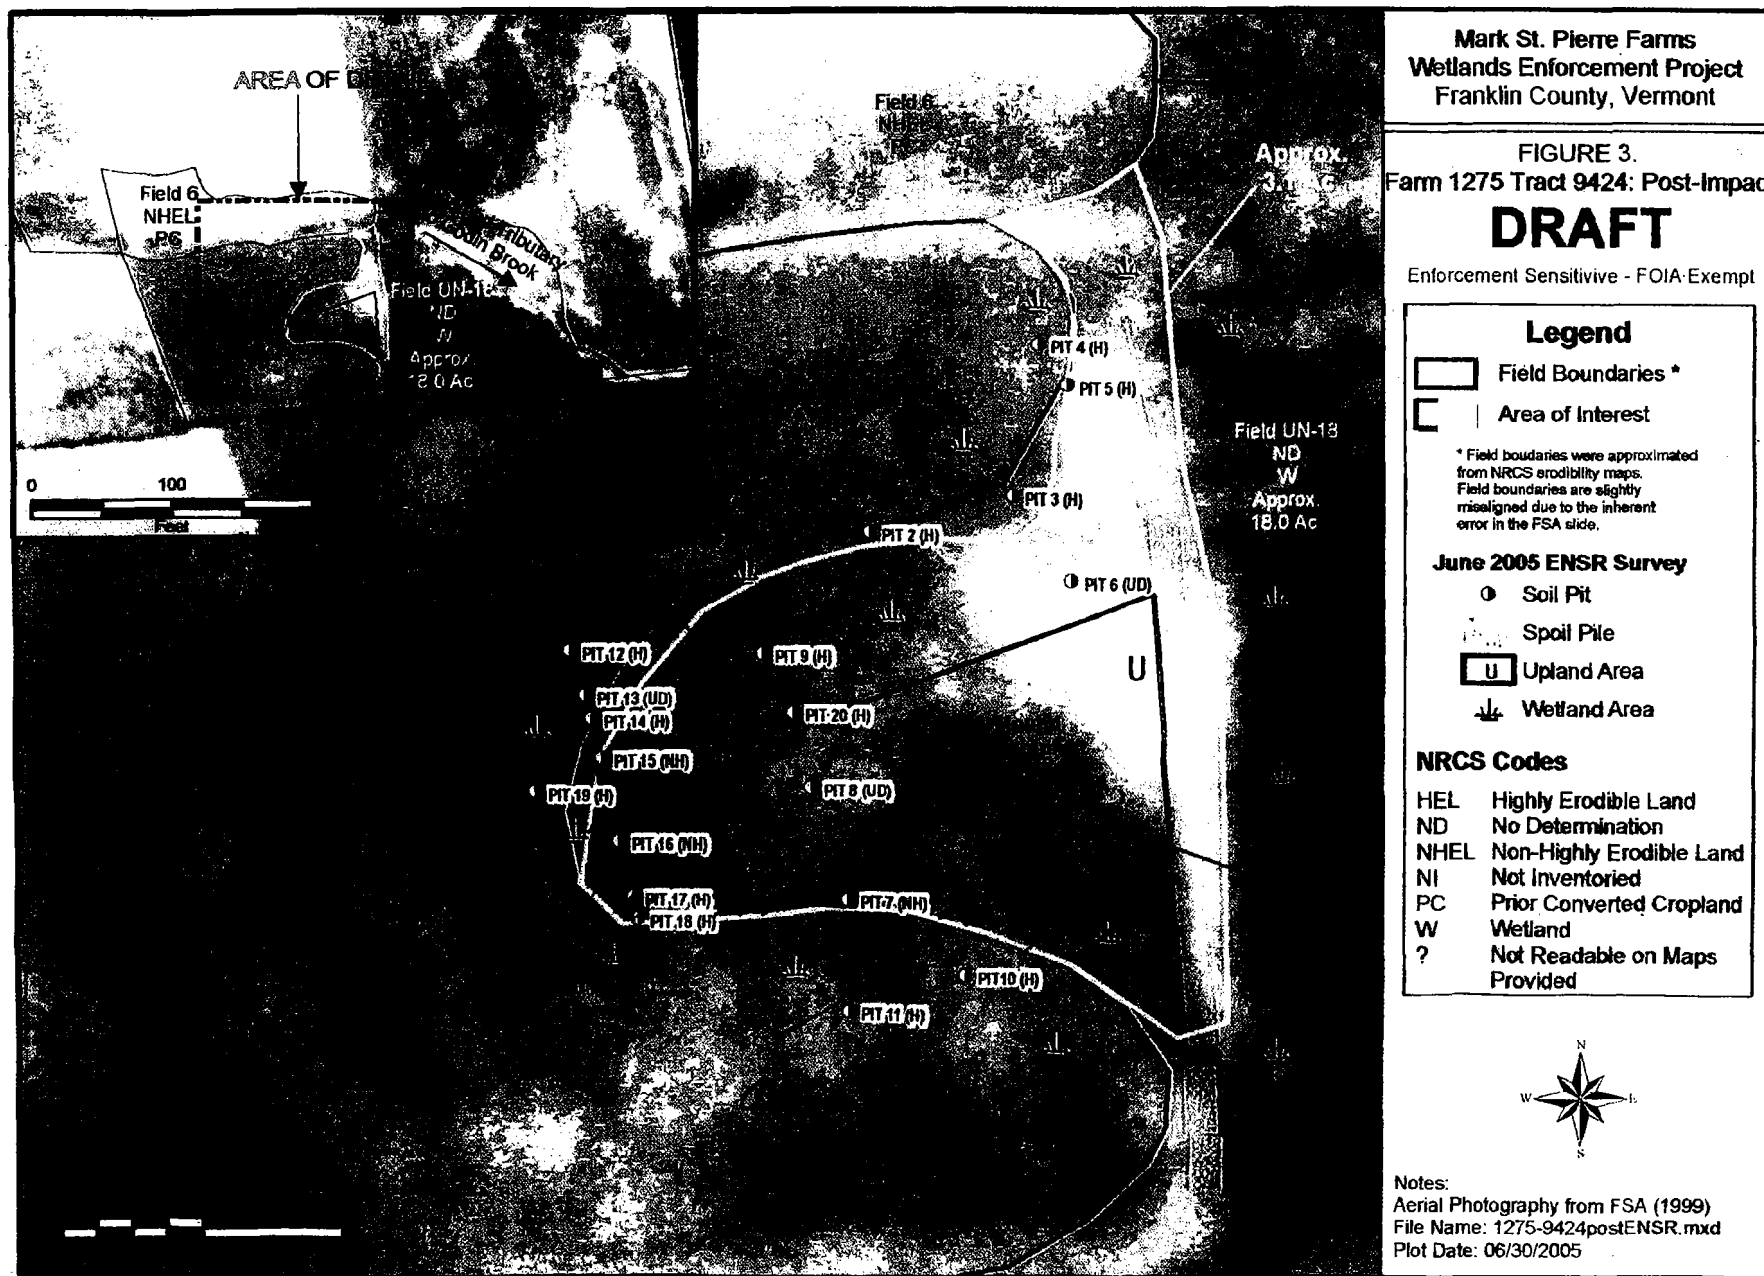 AREA OF
Field 6
NHEL
PC
Tributary
Godin Brook
Field UN-18
ND
W
Approx.
18.0 Ac
0 100
Feet
Field 6
NHEL
Approx.
PIT 4 (H)
PIT 5 (H)
Field UN-18
ND
W
Approx.
18.0 Ac
PIT 3 (H)
PIT 2 (H)
PIT 6 (UD)
PIT 12 (H)
PIT 9 (H)
U
PIT 13 (UD)
PIT 14 (H)
PIT 20 (H)
PIT 15 (NH)
PIT 19 (H)
PIT 8 (UD)
PIT 16 (NH)
PIT 17 (H)
PIT 7 (NH)
PIT 18 (H)
PIT 10 (H)
PIT 11 (H)
Mark St. Pierre Farms
Wetlands Enforcement Project
Franklin County, Vermont
FIGURE 3.
Farm 1275 Tract 9424: Post-Impac
DRAFT
Enforcement Sensitivive - FOIA Exempt
Legend
Field Boundaries *
Area of Interest
* Field boudaries were approximated
from NRCS erodibility maps.
Field boundaries are slightly
misaligned due to the inherent
error in the FSA slide.
June 2005 ENSR Survey
Soil Pit
Spoil Pile
U Upland Area
Wetland Area
NRCS Codes
HEL Highly Erodible Land
ND No Determination
NHEL Non-Highly Erodible Land
NI Not Inventoried
PC Prior Converted Cropland
W Wetland
? Not Readable on Maps
Provided
N
W E
S
Notes:
Aerial Photography from FSA (1999)
File Name: 1275-9424postENSR.mxd
Plot Date: 06/30/2005